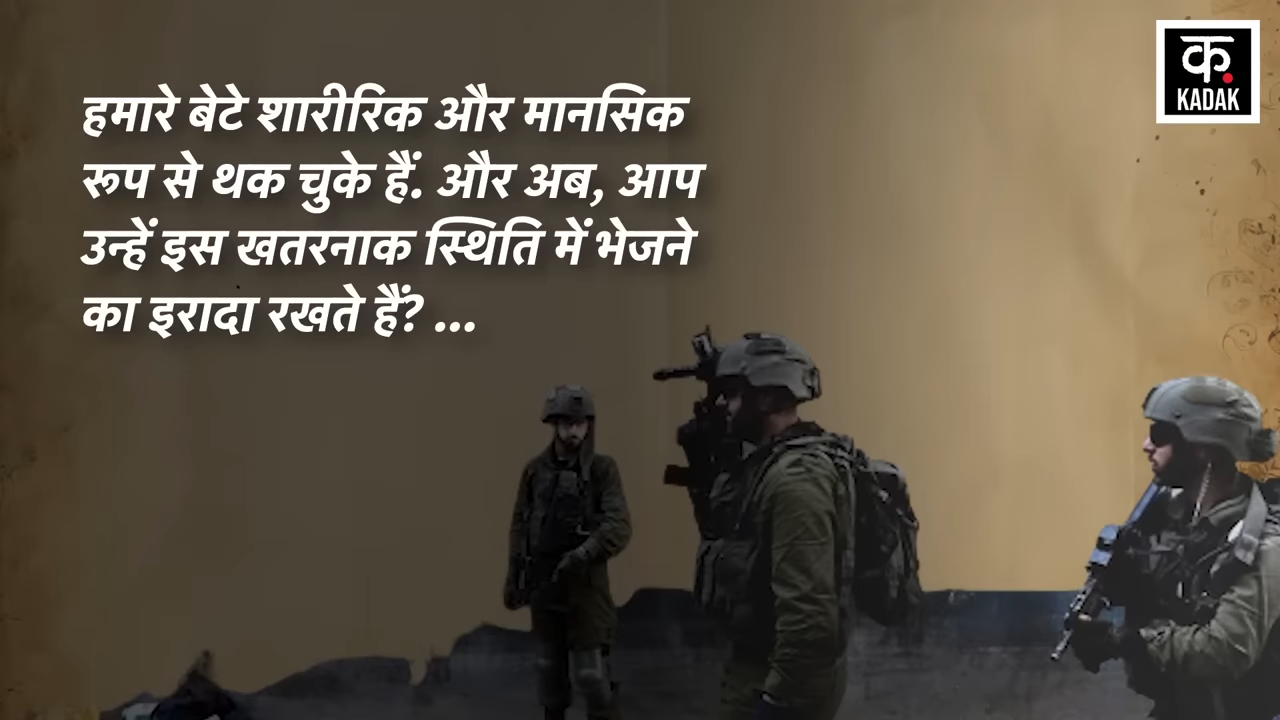 क
KADAK
हमारे बेटे शारीरिक और मानसिक
रूप से थक चुके हैं. और अब, आप
उन्हें इस खतरनाक स्थिति में भेजने
का इरादा रखते हैं? ...